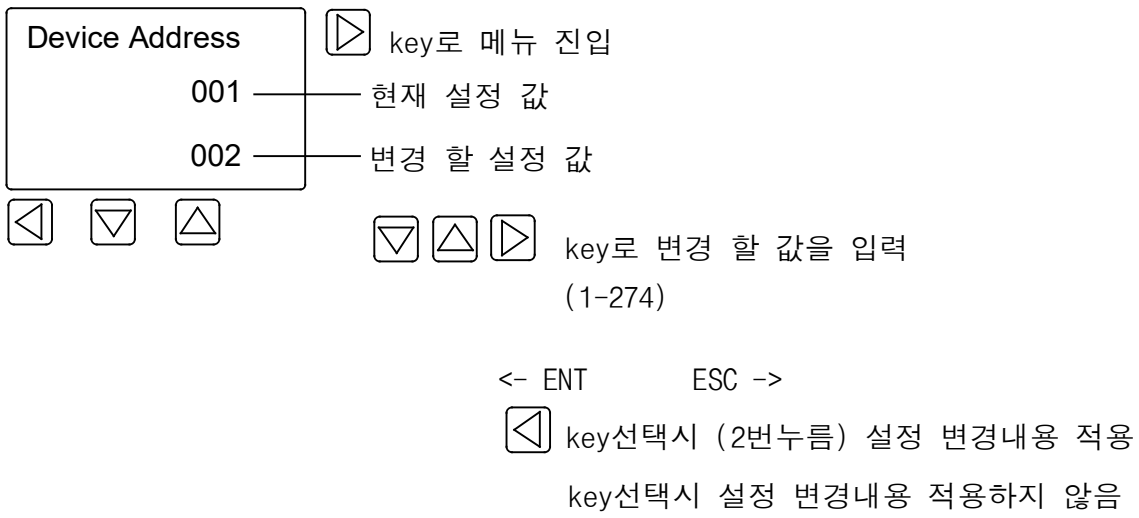 Device Address
key로 메뉴 진입
001
현재 설정 값
002
변경 할 설정 값
key로 변경 할 값을 입력
(1-274)
<- ENT ESC ->
key선택시 (2번누름) 설정 변경내용 적용
key선택시 설정 변경내용 적용하지 않음